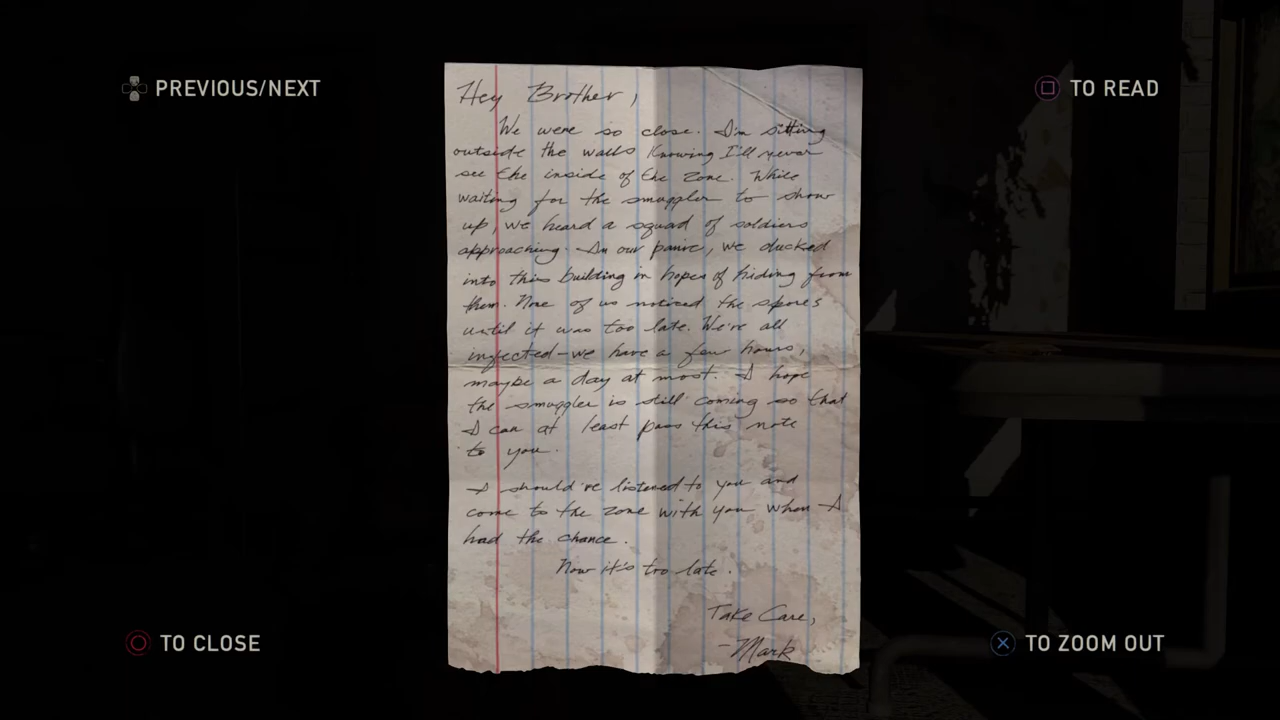 PREVIOUS/NEXT
TO READ
Hey Brother,
We were so close. I'm sitting
outside the walls knowing I'll never
see the inside of the zone. While
waiting for the smuggler to show
up, we heard a squad of soldiers
approaching. In our panic, we ducked
into this building in hopes of hiding from
them. None of us noticed the spores
until it was too late. We're all
infected-we have a few hours,
maybe a day at most. I hope
the smuggler is still coming so that
I can at least pass this note
to you.
I should've listened to you and
come to the zone with you when I
had the chance.
Now it's too late.
Take Care,
-Mark
TO CLOSE
TO ZOOM OUT